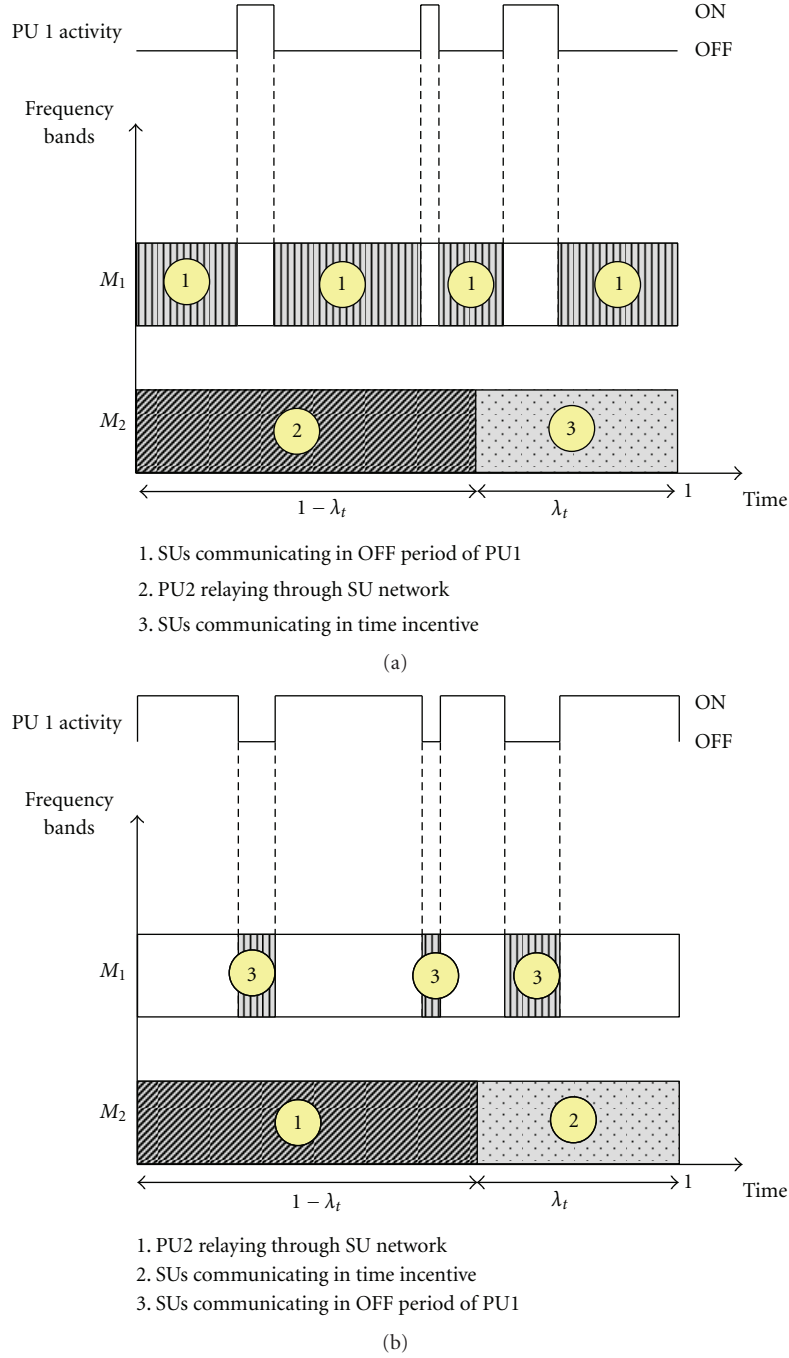 PU 1 activity
ON
OFF
Frequency
bands
M₁
1
1
1
1
M₂
2
3
1
Time
1 − λₜ
λₜ
1. SUs communicating in OFF period of PU1
2. PU2 relaying through SU network
3. SUs communicating in time incentive
(a)
PU 1 activity
ON
OFF
Frequency
bands
M₁
3
3
3
M₂
1
2
1
Time
1 − λₜ
λₜ
1. PU2 relaying through SU network
2. SUs communicating in time incentive
3. SUs communicating in OFF period of PU1
(b)